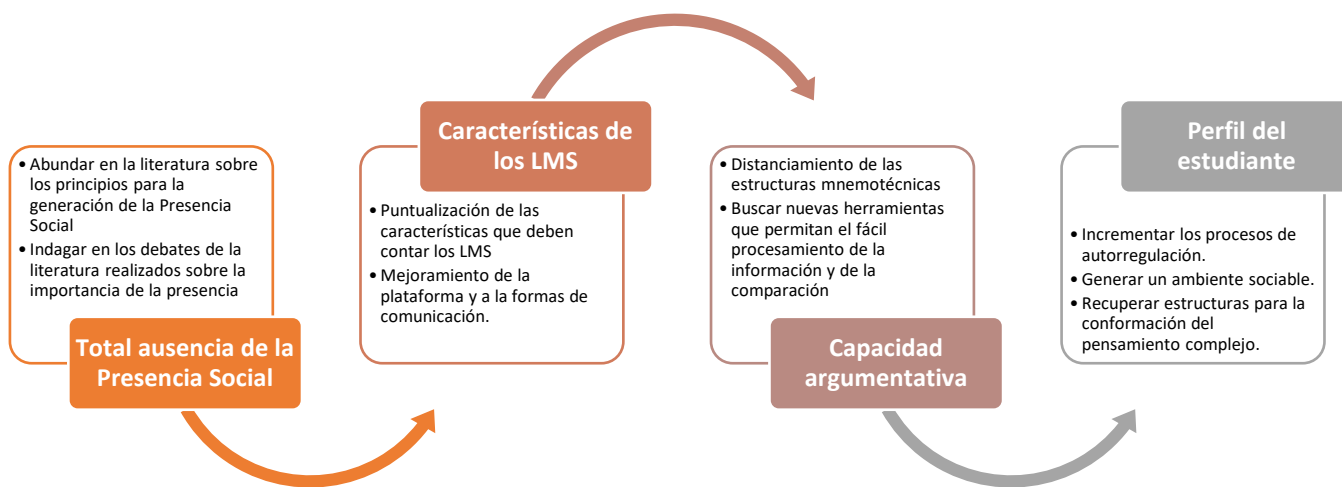 • Abundar en la literatura sobre
los principios para la
generación de la Presencia
Social
• Indagar en los debates de la
literatura realizados sobre la
importancia de la presencia
Total ausencia de la
Presencia Social
Características de
los LMS
• Puntualización de las
características que deben
contar los LMS
• Mejoramiento de la
plataforma y a la formas de
comunicación.
• Distanciamiento de las
estructuras mnemotécnicas
• Buscar nuevas herramientas
que permitan el fácil
procesamiento de la
información y de la
comparación
Capacidad
argumentativa
Perfil del
estudiante
• Incrementar los procesos de
autorregulación.
• Generar un ambiente sociable.
• Recuperar estructuras para la
conformación del
pensamiento complejo.